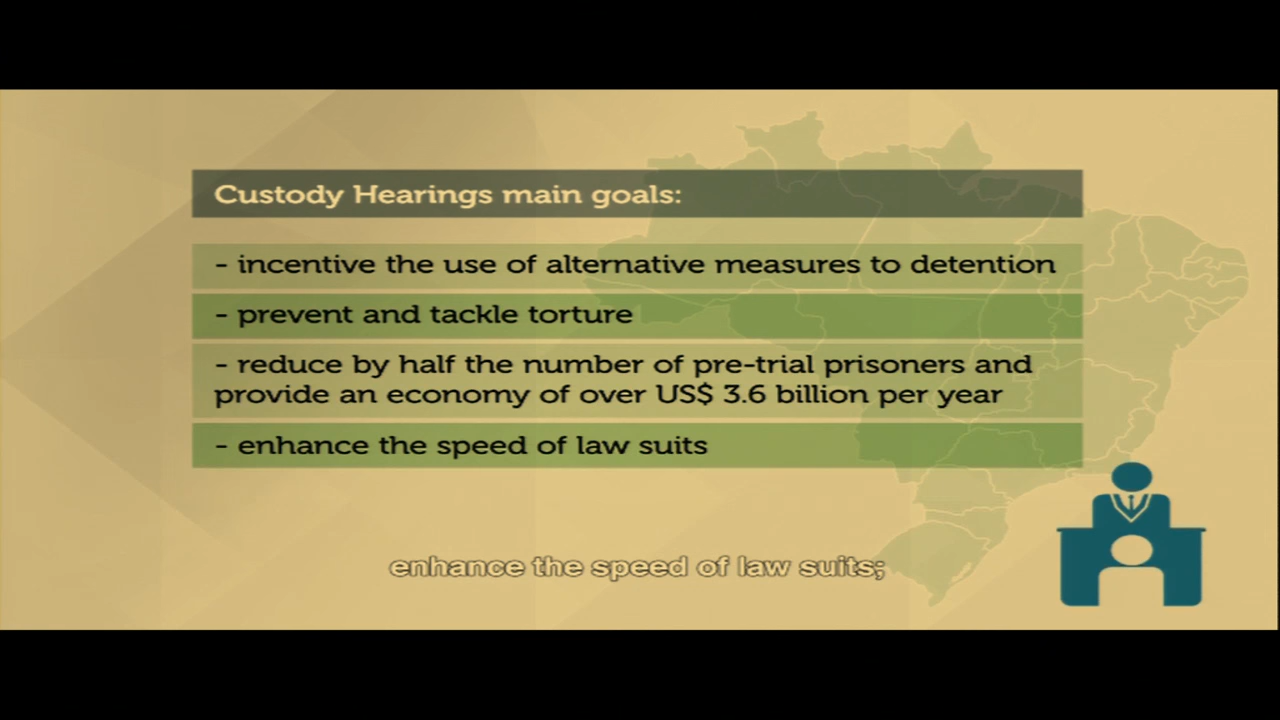 Custody Hearings main goals:
- incentive the use of alternative measures to detention
- prevent and tackle torture
- reduce by half the number of pre-trial prisoners and
provide an economy of over US$ 3.6 billion per year
- enhance the speed of law suits
enhance the speed of law suits;